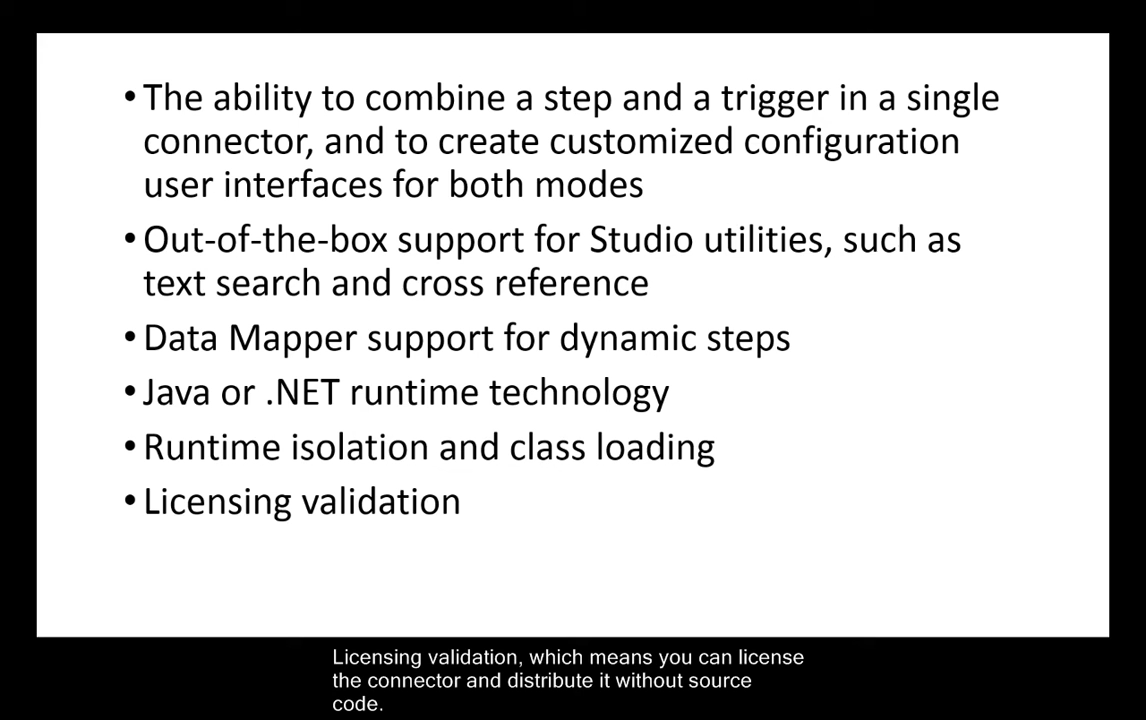 • The ability to combine a step and a trigger in a single
connector, and to create customized configuration
user interfaces for both modes
• Out-of-the-box support for Studio utilities, such as
text search and cross reference
• Data Mapper support for dynamic steps
• Java or .NET runtime technology
• Runtime isolation and class loading
• Licensing validation
Licensing validation, which means you can license
the connector and distribute it without source
code.